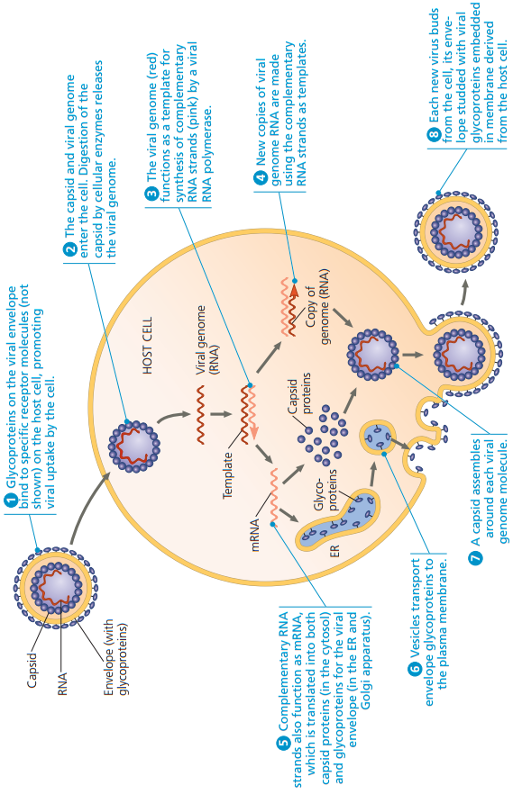 1 Glycoproteins on the viral envelope
bind to specific receptor molecules (not
shown) on the host cell, promoting
viral uptake by the cell.
2 The capsid and viral genome
enter the cell. Digestion of the
capsid by cellular enzymes releases
the viral genome.
3 The viral genome (red)
functions as a template for
synthesis of complementary
RNA strands (pink) by a viral
RNA polymerase.
4 New copies of viral
genome RNA are made
using the complementary
RNA strands as templates.
8 Each new virus buds
from the cell, its enve-
lope studded with viral
glycoproteins embedded
in membrane derived
from the host cell.
Capsid
RNA
Envelope (with
glycoproteins)
HOST CELL
Viral genome
(RNA)
Template
mRNA
Capsid
proteins
Copy of
genome (RNA)
Glyco-
proteins
ER
5 Complementary RNA
strands also function as mRNA,
which is translated into both
capsid proteins (in the cytosol)
and glycoproteins for the viral
envelope (in the ER and
Golgi apparatus).
6 Vesicles transport
envelope glycoproteins to
the plasma membrane.
7 A capsid assembles
around each viral
genome molecule.